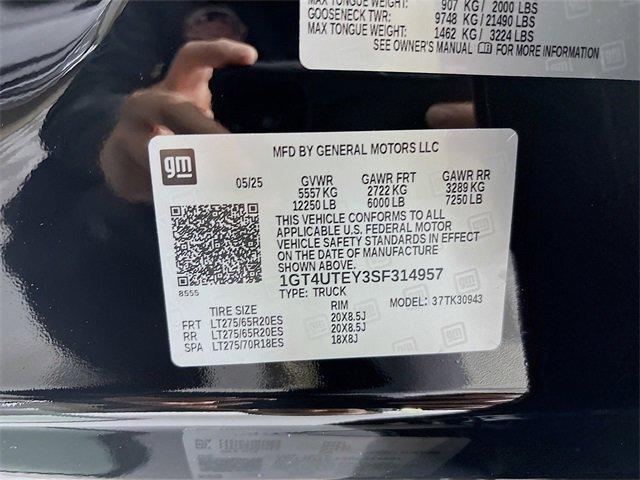 MAX TONGUE WEIGHT: 907 KG/ 2000 LBS
GOOSENECK TWR: 9748 KG/21490 LBS
MAX TONGUE WEIGHT: 1462 KG/ 3224 LBS
SEE OWNER'S MANUAL FOR MORE INFORMATION
gm
MFD BY GENERAL MOTORS LLC
05/25 GVWR GAWR FRT GAWR RR
5557 KG 2722 KG 3289 KG
12250 LB 6000 LB 7250 LB
THIS VEHICLE CONFORMS TO ALL
APPLICABLE U.S. FEDERAL MOTOR
VEHICLE SAFETY STANDARDS IN EFFECT
ON THE DATE OF MANUFACTURE
SHOWN ABOVE.
1GT4UTEY3SF314957
8555 TYPE: TRUCK MODEL: 37TK30943
TIRE SIZE RIM
FRT LT275/65R20ES 20X8.5J
RR LT275/65R20ES 20X8.5J
SPA LT275/70R18ES 18X8J